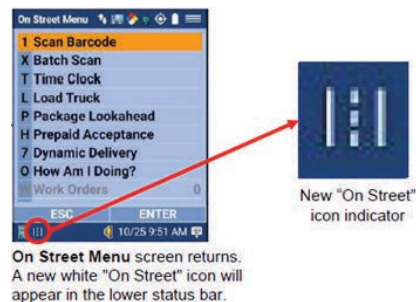 On Street Menu
1 Scan Barcode
X Batch Scan
T Time Clock
L Load Truck
P Package Lookahead
H Prepaid Acceptance
7 Dynamic Delivery
O How Am I Doing?
Work Orders 0
ESC ENTER
10/25 9:51 AM
New "On Street"
icon indicator
On Street Menu screen returns.
A new white "On Street" icon will
appear in the lower status bar.